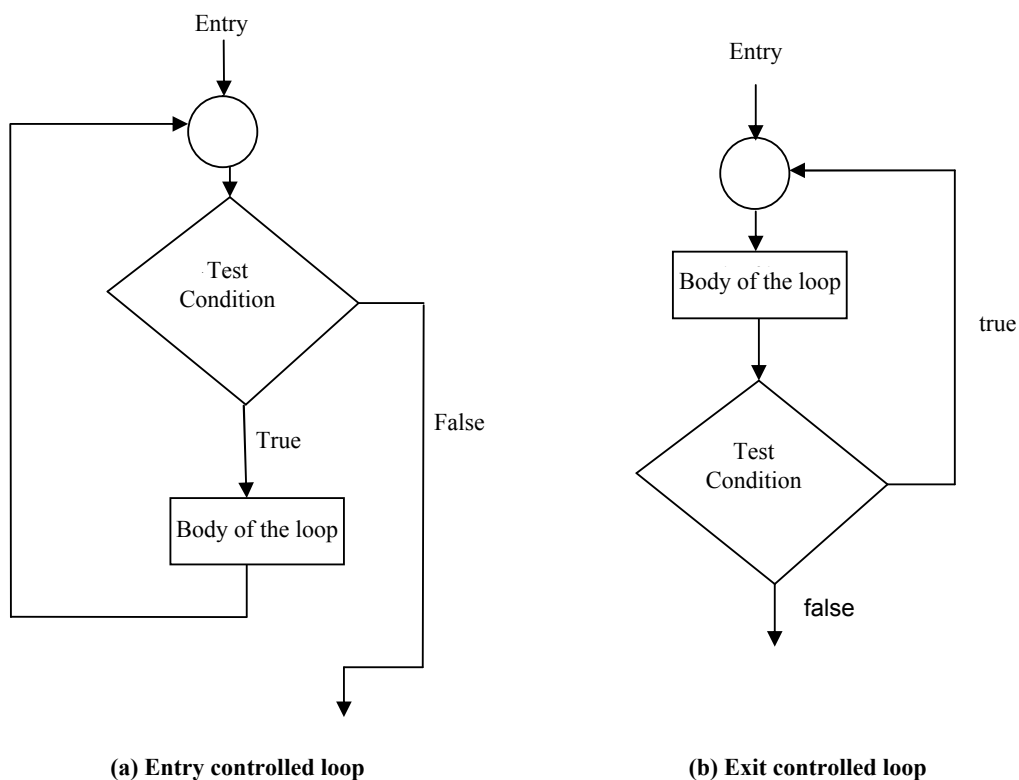 Entry
Test
Condition
True
False
Body of the loop
(a) Entry controlled loop
Entry
Body of the loop
true
Test
Condition
false
(b) Exit controlled loop